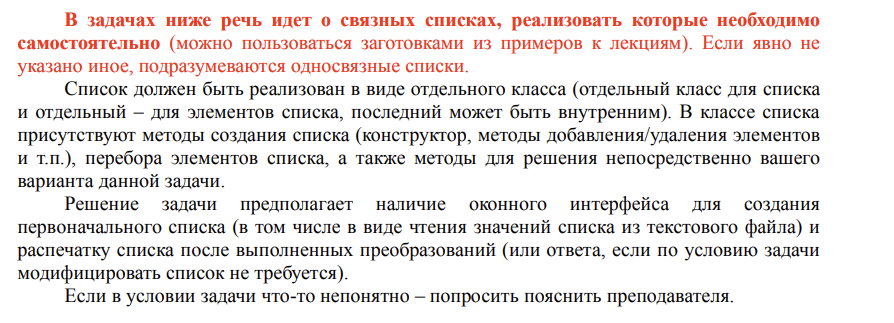 В задачах ниже речь идет о связных списках, реализовать которые необходимо
самостоятельно (можно пользоваться заготовками из примеров к лекциям). Если явно не
указано иное, подразумеваются односвязные списки.
Список должен быть реализован в виде отдельного класса (отдельный класс для списка
и отдельный – для элементов списка, последний может быть внутренним). В классе списка
присутствуют методы создания списка (конструктор, методы добавления/удаления элементов
и т.п.), перебора элементов списка, а также методы для решения непосредственно вашего
варианта данной задачи.
Решение задачи предполагает наличие оконного интерфейса для создания
первоначального списка (в том числе в виде чтения значений списка из текстового файла) и
распечатку списка после выполненных преобразований (или ответа, если по условию задачи
модифицировать список не требуется).
Если в условии задачи что-то непонятно – попросить пояснить преподавателя.